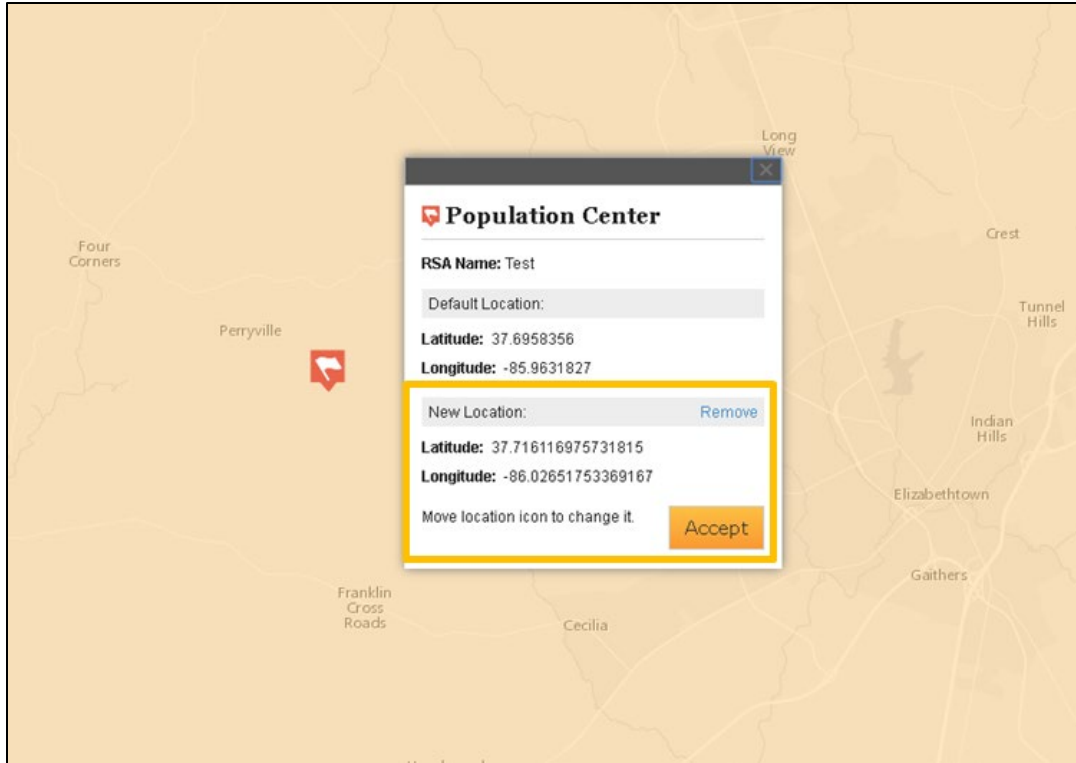 Long
View
Population Center
Crest
Four
Corners
RSA Name: Test
Default Location:
Tunnel
Hills
Perryville
Latitude: 37.6958356
Longitude: -85.9631827
New Location: Remove
Indian
Hills
Latitude: 37.716116975731815
Longitude: -86.02651753369167
Elizabethtown
Move location icon to change it.
Accept
Gaithers
Franklin
Cross
Roads
Cecilia